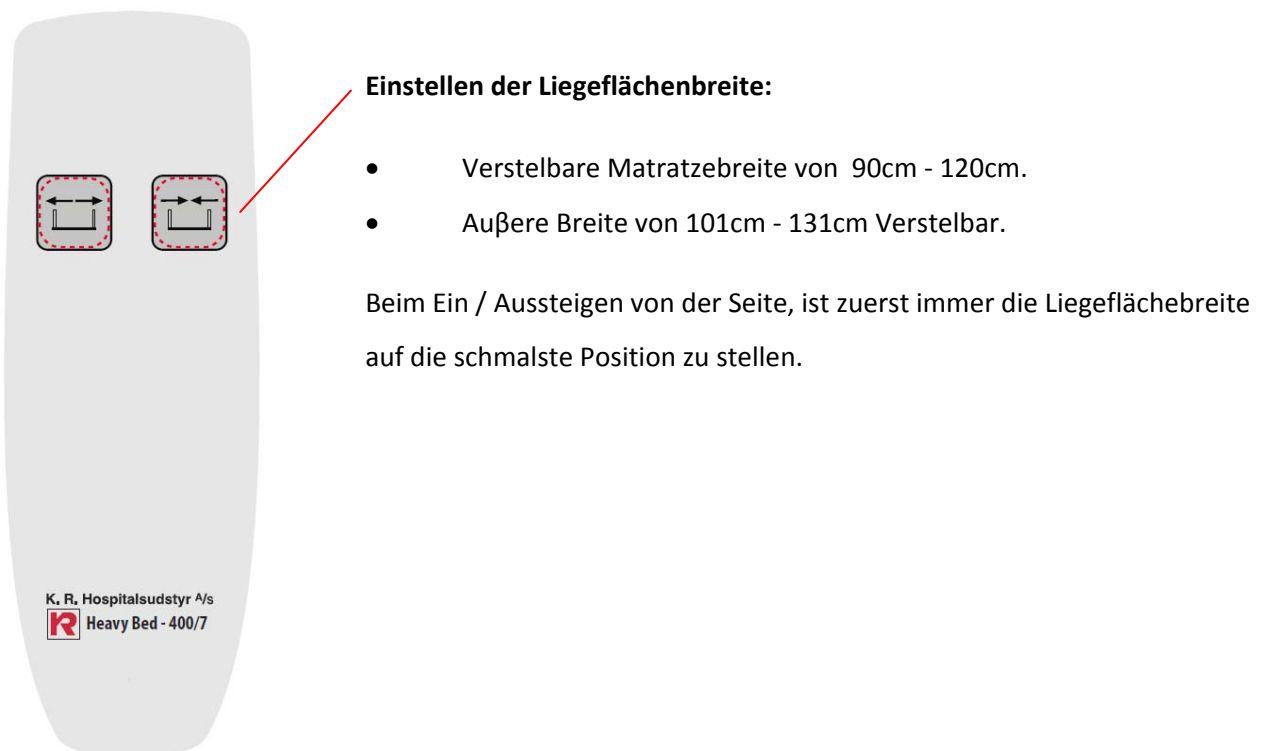 Einstellen der Liegeflächenbreite:
• Verstelbare Matratzebreite von 90cm - 120cm.
• Auβere Breite von 101cm - 131cm Verstelbar.
Beim Ein / Aussteigen von der Seite, ist zuerst immer die Liegeflächebreite
auf die schmalste Position zu stellen.
K. R. Hospitalsudstyr A/s
R Heavy Bed - 400/7